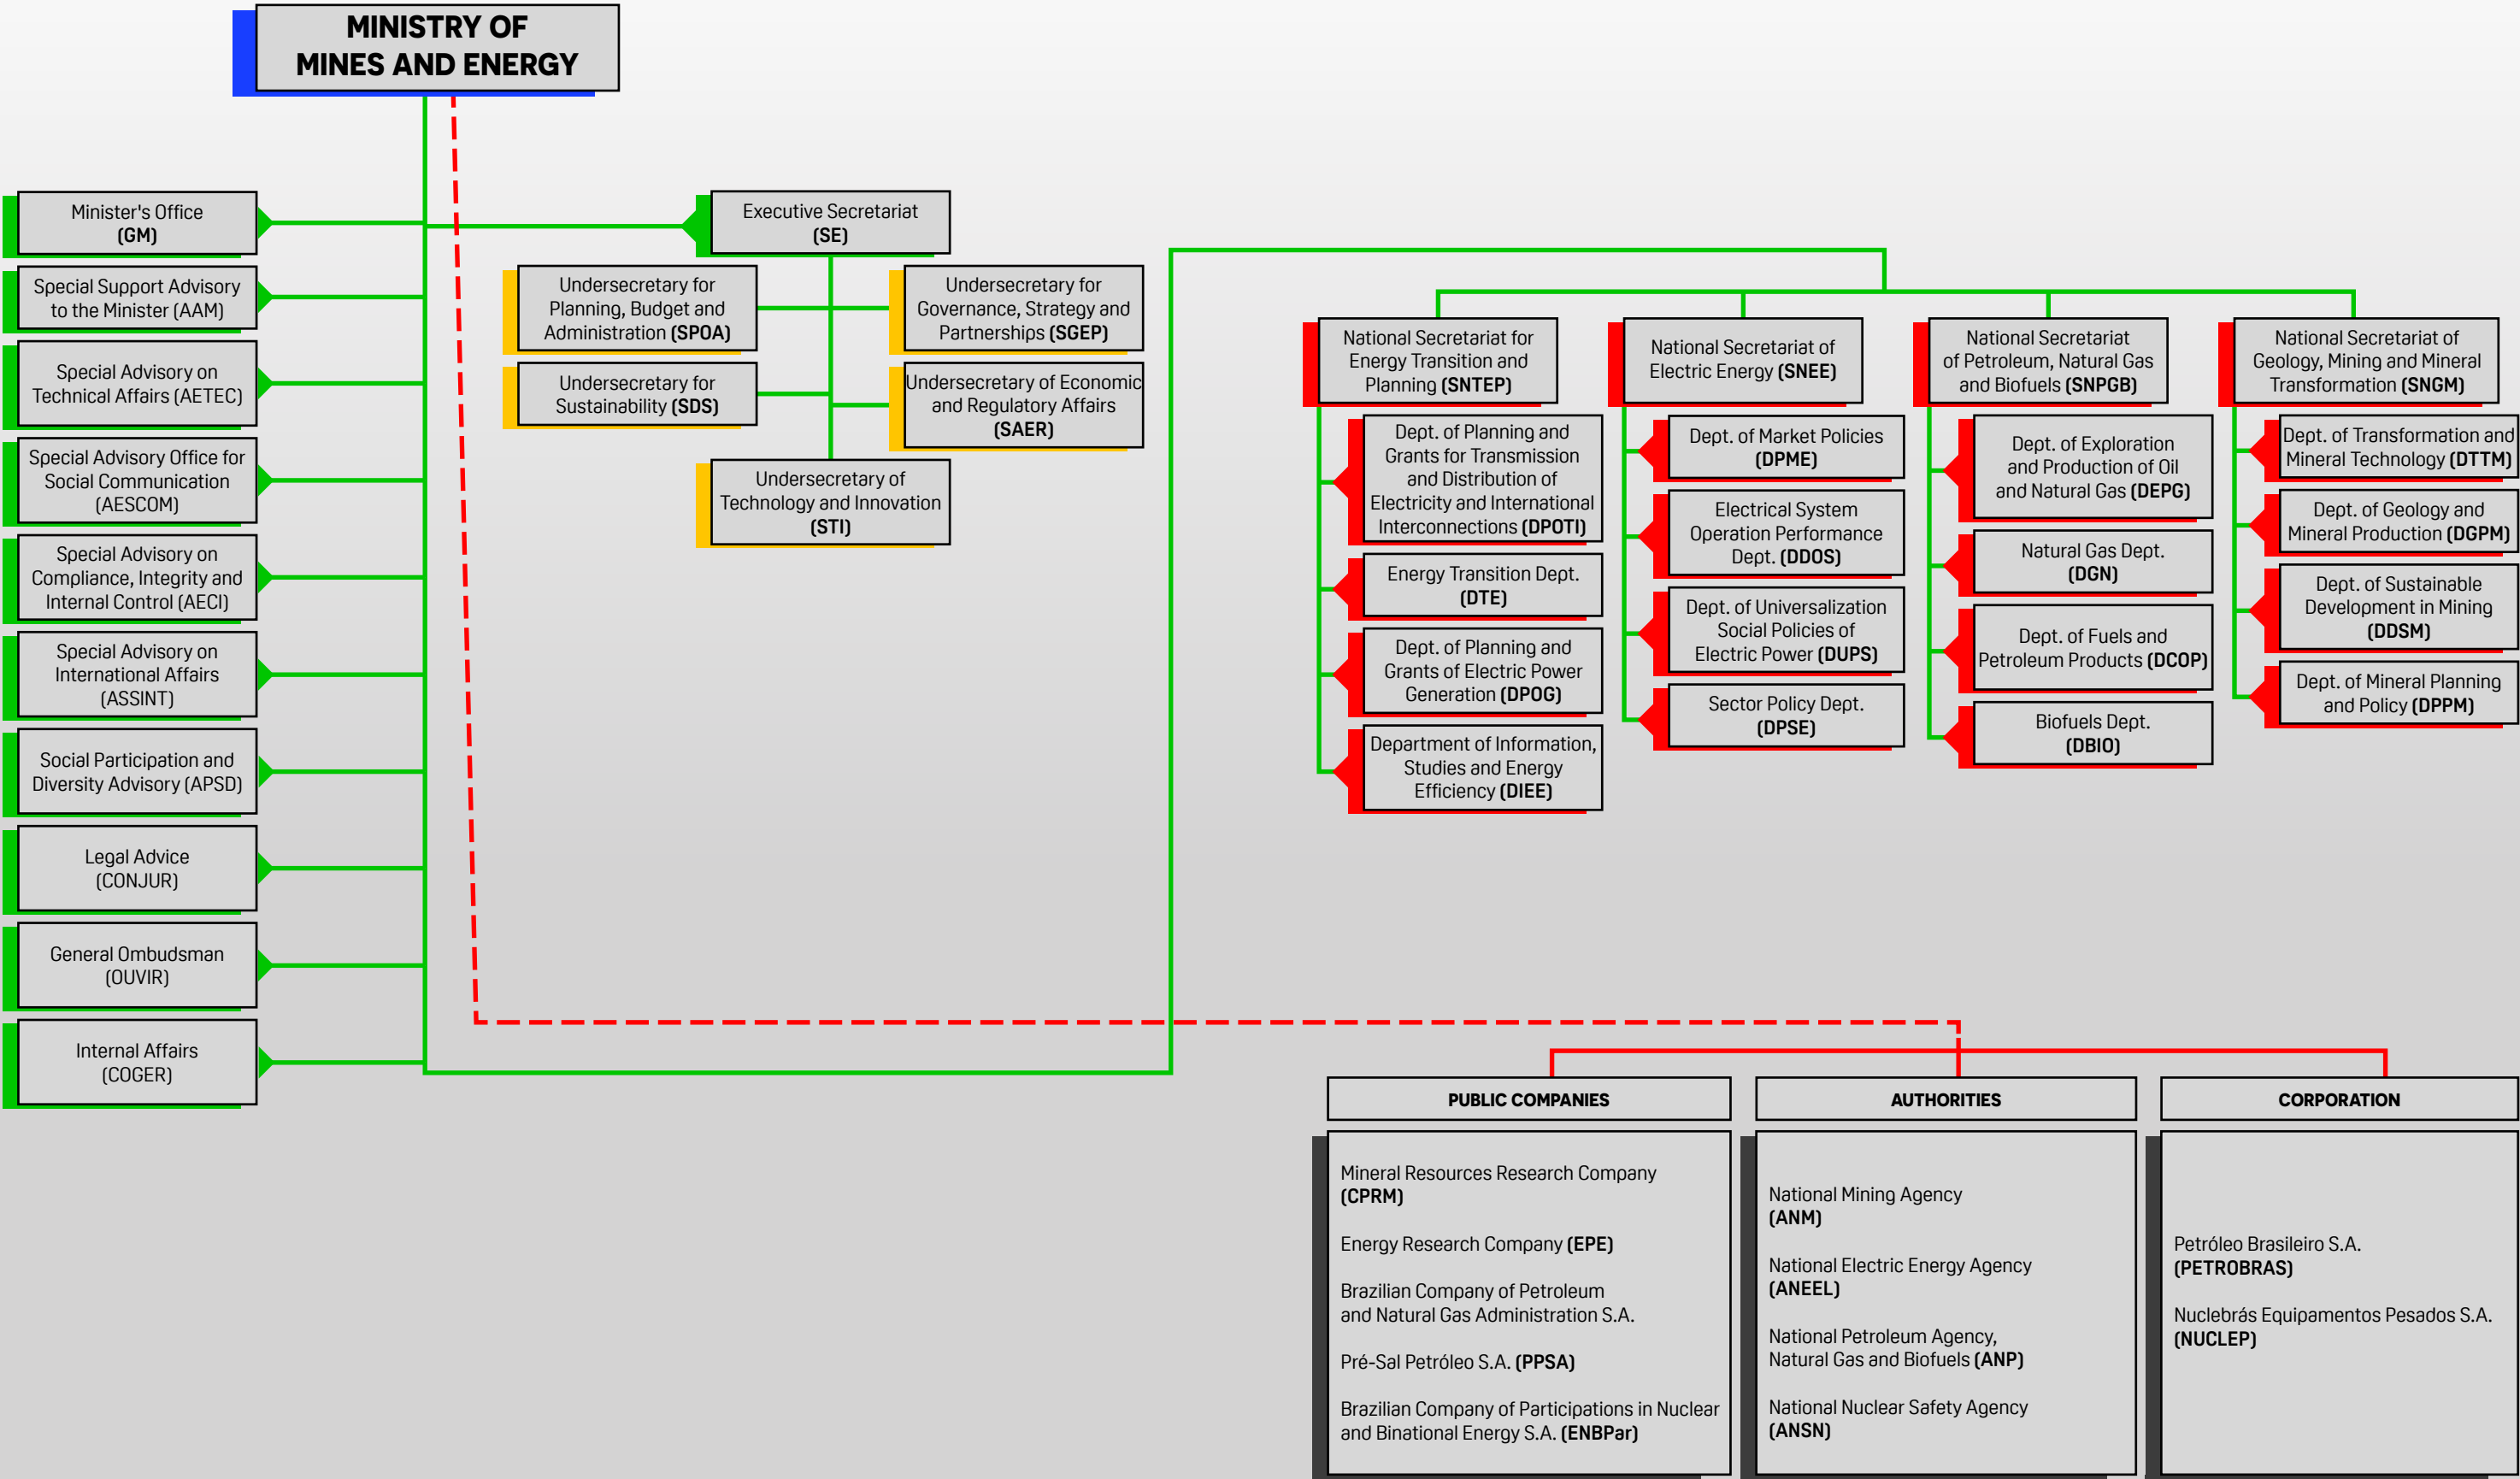 MINISTRY OF
MINES AND ENERGY
Minister's Office
(GM)
Special Support Advisory
to the Minister (AAM)
Special Advisory on
Technical Affairs (AETEC)
Special Advisory Office for
Social Communication
(AESCOM)
Special Advisory on
Compliance, Integrity and
Internal Control (AECI)
Special Advisory on
International Affairs
(ASSINT)
Social Participation and
Diversity Advisory (APSD)
Legal Advice
(CONJUR)
General Ombudsman
(OUVIR)
Internal Affairs
(COGER)
Executive Secretariat
(SE)
Undersecretary for
Planning, Budget and
Administration (SPOA)
Undersecretary for
Governance, Strategy and
Partnerships (SGEP)
Undersecretary for
Sustainability (SDS)
Undersecretary of Economic
and Regulatory Affairs
(SAER)
Undersecretary of
Technology and Innovation
(STI)
National Secretariat for
Energy Transition and
Planning (SNTEP)
Dept. of Planning and
Grants for Transmission
and Distribution of
Electricity and International
Interconnections (DPOTI)
Energy Transition Dept.
(DTE)
Dept. of Planning and
Grants of Electric Power
Generation (DPOG)
Department of Information,
Studies and Energy
Efficiency (DIEE)
National Secretariat of
Electric Energy (SNEE)
Dept. of Market Policies
(DPME)
Electrical System
Operation Performance
Dept. (DDOS)
Dept. of Universalization
Social Policies of
Electric Power (DUPS)
Sector Policy Dept.
(DPSE)
National Secretariat
of Petroleum, Natural Gas
and Biofuels (SNPGB)
Dept. of Exploration
and Production of Oil
and Natural Gas (DEPG)
Natural Gas Dept.
(DGN)
Dept. of Fuels and
Petroleum Products (DCOP)
Biofuels Dept.
(DBIO)
National Secretariat of
Geology, Mining and Mineral
Transformation (SNGM)
Dept. of Transformation and
Mineral Technology (DTTM)
Dept. of Geology and
Mineral Production (DGPM)
Dept. of Sustainable
Development in Mining
(DDSM)
Dept. of Mineral Planning
and Policy (DPPM)
PUBLIC COMPANIES
Mineral Resources Research Company
(CPRM)
Energy Research Company (EPE)
Brazilian Company of Petroleum
and Natural Gas Administration S.A.
Pré-Sal Petróleo S.A. (PPSA)
Brazilian Company of Participations in Nuclear
and Binational Energy S.A. (ENBPar)
AUTHORITIES
National Mining Agency
(ANM)
National Electric Energy Agency
(ANEEL)
National Petroleum Agency,
Natural Gas and Biofuels (ANP)
National Nuclear Safety Agency
(ANSN)
CORPORATION
Petróleo Brasileiro S.A.
(PETROBRAS)
Nuclebrás Equipamentos Pesados S.A.
(NUCLEP)